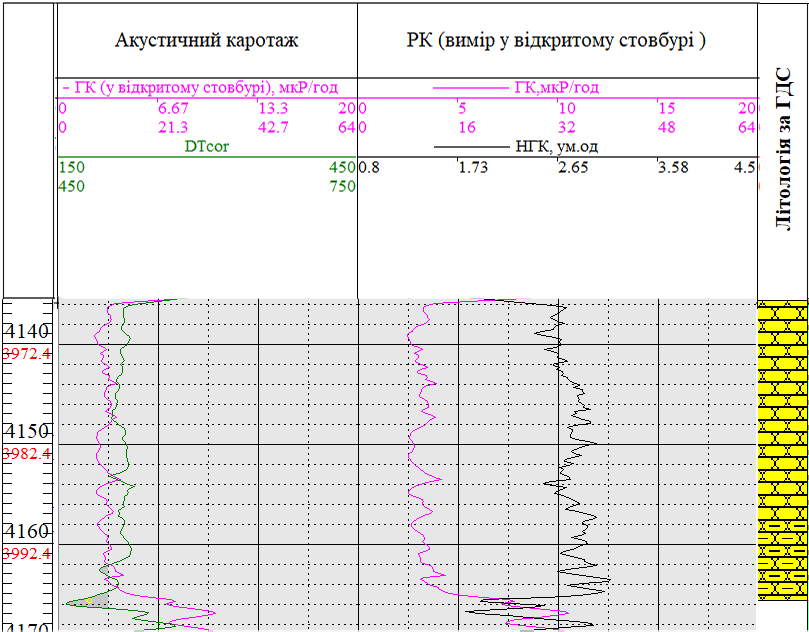 Акустичний каротаж
РК (вимір у відкритому стовбурі )
ГК (у відкритому стовбурі), мкР/год
ГК,мкР/год
0 6.67 13.3 20
0 5 10 15 20
0 21.3 42.7 64
0 16 32 48 64
DTcor
НГК, ум.од
150 450
0.8 1.73 2.65 3.58 4.5
450 750
Літологія за ГДС
4140
3972.4
4150
3982.4
4160
3992.4
4170